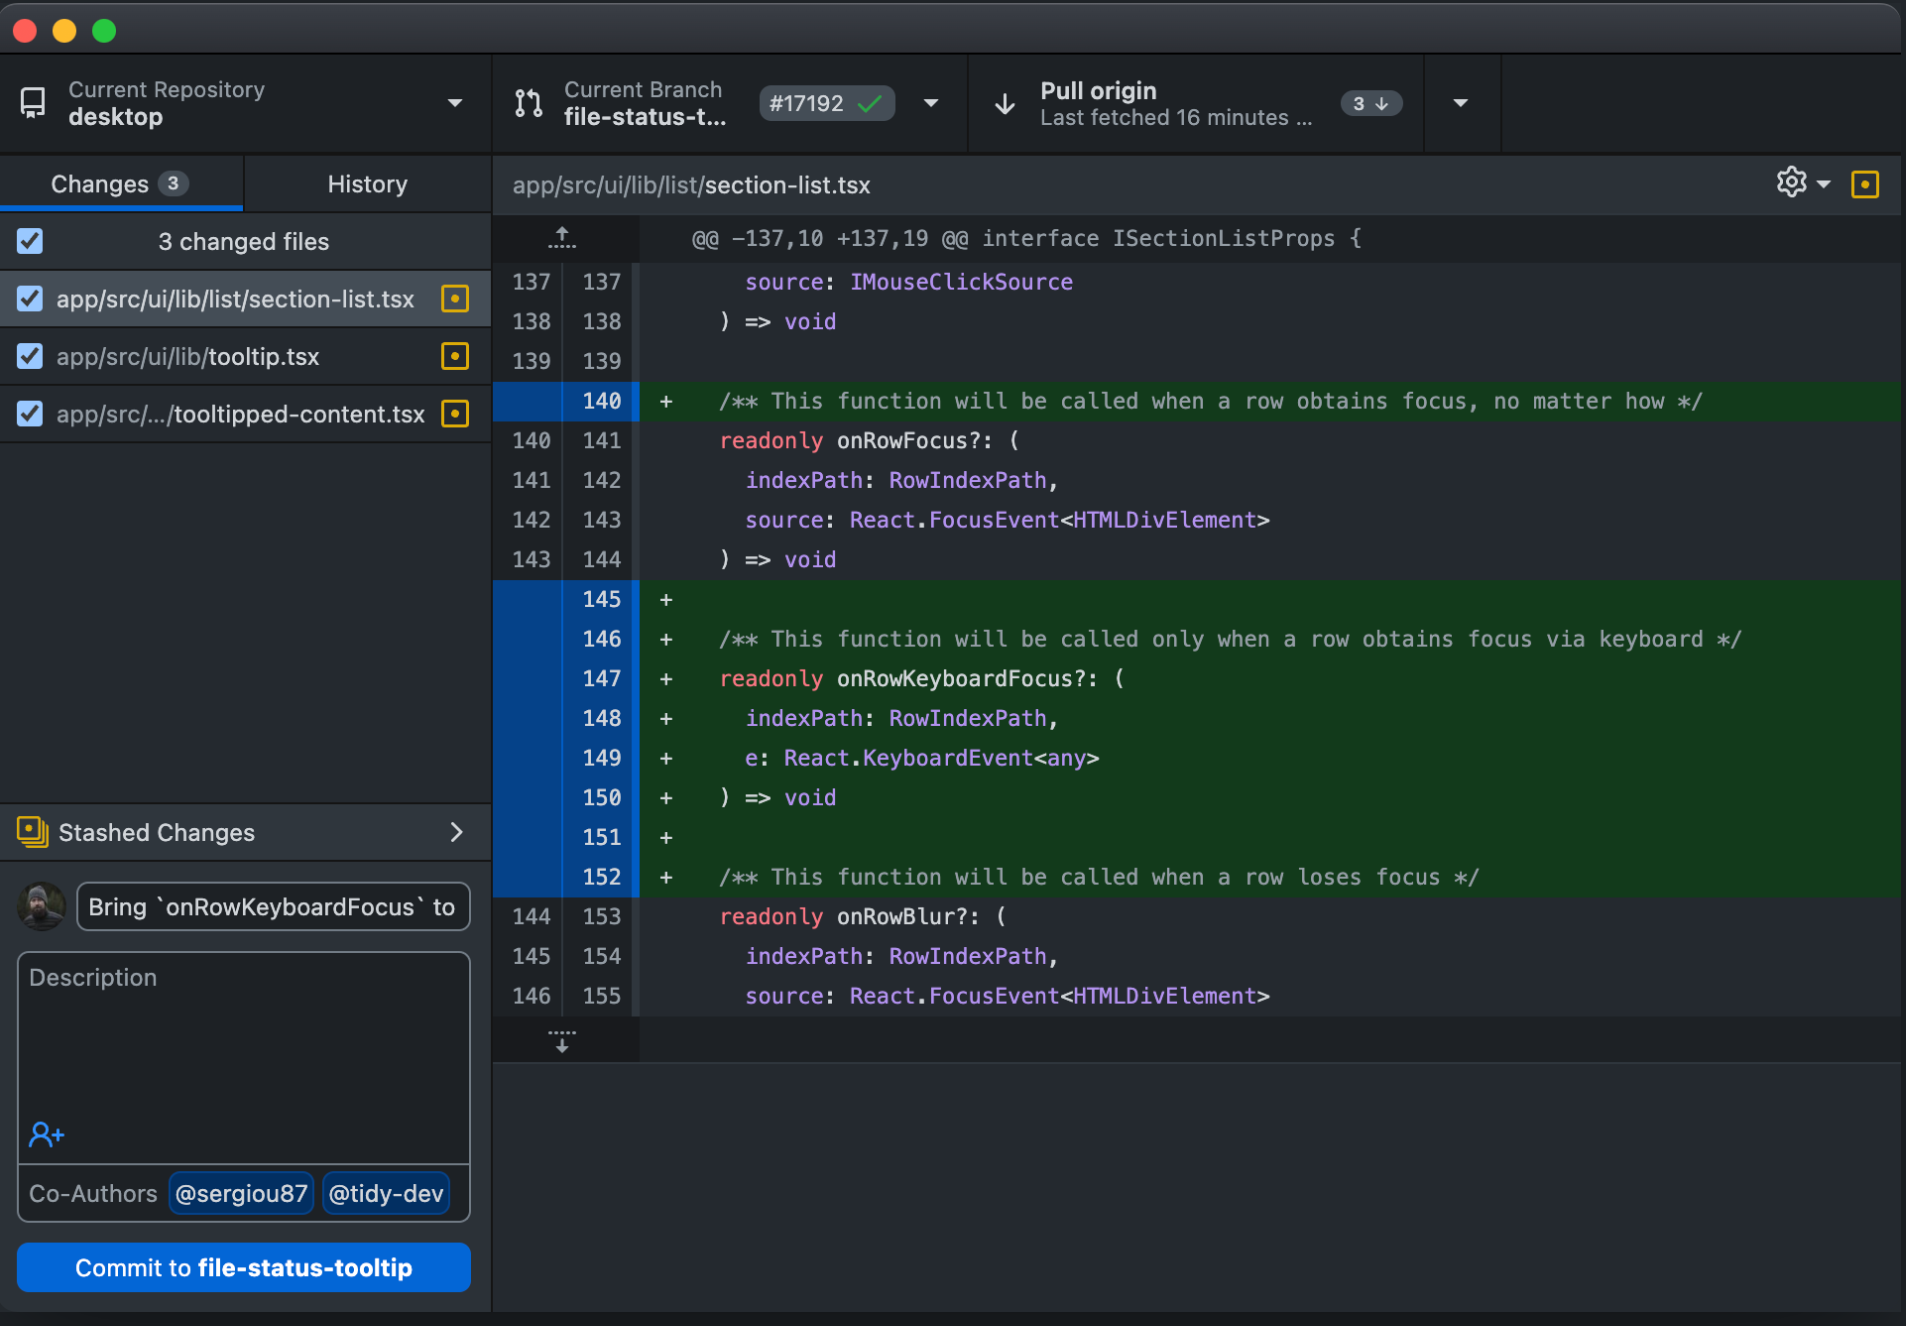 Current Repository
desktop
Current Branch
file-status-t...
#17192
Pull origin
Last fetched 16 minutes ...
3
Changes 3
History
3 changed files
app/src/ui/lib/list/section-list.tsx
app/src/ui/lib/tooltip.tsx
app/src/.../tooltipped-content.tsx
Stashed Changes
Bring `onRowKeyboardFocus` to
Description
Co-Authors @sergiou87 @tidy-dev
Commit to file-status-tooltip
app/src/ui/lib/list/section-list.tsx
@@ -137,10 +137,19 @@ interface ISectionListProps {
137 137 source: IMouseClickSource
138 138 ) => void
139 139
140 + /** This function will be called when a row obtains focus, no matter how */
140 141 readonly onRowFocus?: (
141 142 indexPath: RowIndexPath,
142 143 source: React.FocusEvent<HTMLDivElement>
143 144 ) => void
145 +
146 + /** This function will be called only when a row obtains focus via keyboard */
147 + readonly onRowKeyboardFocus?: (
148 + indexPath: RowIndexPath,
149 + e: React.KeyboardEvent<any>
150 + ) => void
151 +
152 + /** This function will be called when a row loses focus */
144 153 readonly onRowBlur?: (
145 154 indexPath: RowIndexPath,
146 155 source: React.FocusEvent<HTMLDivElement>